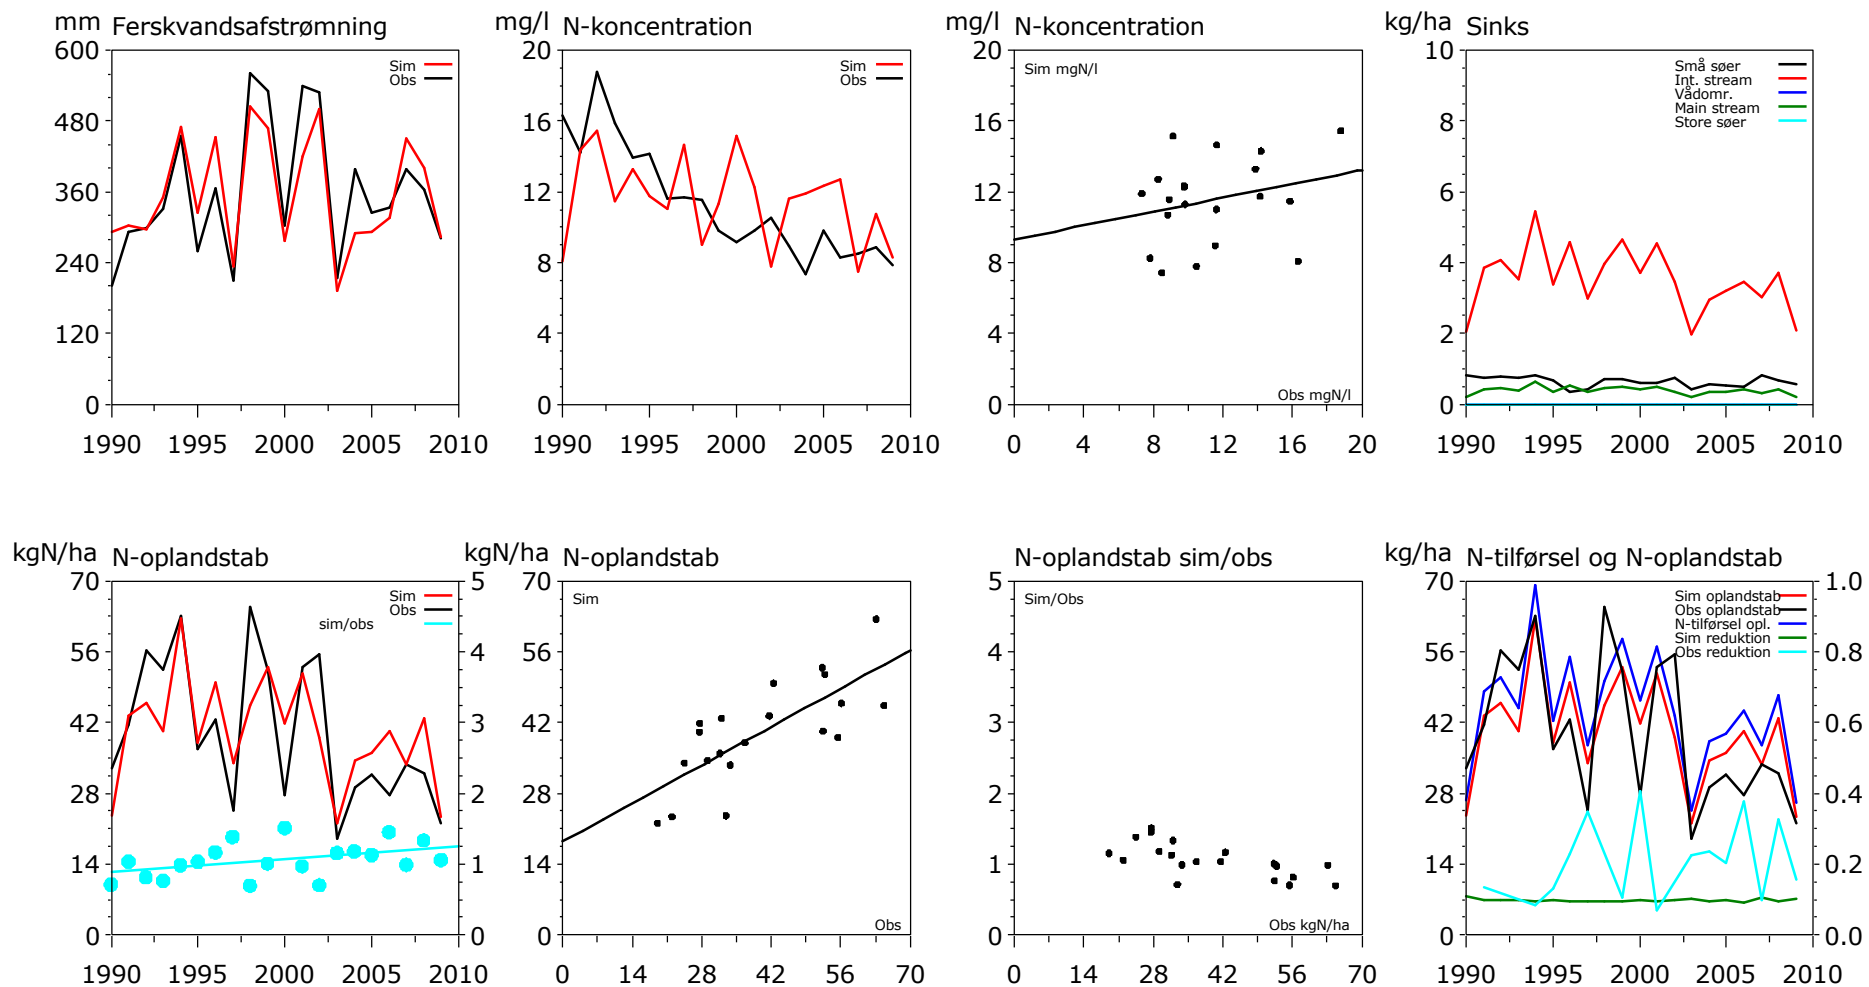 mm Ferskvandsafstrømning
600
480
360
240
120
0
1990 1995 2000 2005 2010
Sim
Obs
mg/l N-koncentration
20
16
12
8
4
0
1990 1995 2000 2005 2010
Sim
Obs
mg/l N-koncentration
20
16
12
8
4
0
0 4 8 12 16 20
Sim mgN/l
Obs mgN/l
kg/ha Sinks
10
8
6
4
2
0
1990 1995 2000 2005 2010
Små søer
Int. stream
Vådomr.
Main stream
Store søer
kgN/ha N-oplandstab
70
56
42
28
14
0
5
4
3
2
1
0
1990 1995 2000 2005 2010
Sim
Obs
sim/obs
kgN/ha N-oplandstab
70
56
42
28
14
0
0 14 28 42 56 70
Sim
Obs
N-oplandstab sim/obs
5
4
2
2
1
0
0 14 28 42 56 70
Sim/Obs
Obs kgN/ha
kg/ha N-tilførsel og N-oplandstab
70
56
42
28
14
0
1.0
0.8
0.6
0.4
0.2
0.0
1990 1995 2000 2005 2010
Sim oplandstab
Obs oplandstab
N-tilførsel opl.
Sim reduktion
Obs reduktion